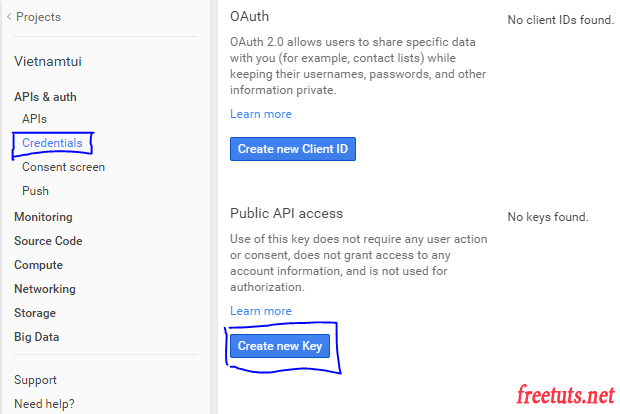 Projects
Vietnamtui
APIs & auth
APIs
Credentials
Consent screen
Push
Monitoring
Source Code
Compute
Networking
Storage
Big Data
Support
Need help?
OAuth
OAuth 2.0 allows users to share specific data
with you (for example, contact lists) while
keeping their usernames, passwords, and other
information private.
Learn more
Create new Client ID
No client IDs found.
Public API access
Use of this key does not require any user action
or consent, does not grant access to any
account information, and is not used for
authorization.
Learn more
Create new Key
No keys found.
freetuts.net